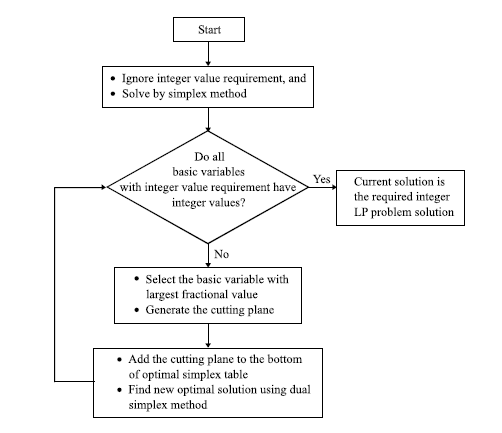 Start
• Ignore integer value requirement, and
• Solve by simplex method
Do all
basic variables
with integer value requirement have
integer values?
Yes
Current solution is
the required integer
LP problem solution
No
• Select the basic variable with
largest fractional value
• Generate the cutting plane
• Add the cutting plane to the bottom
of optimal simplex table
• Find new optimal solution using dual
simplex method